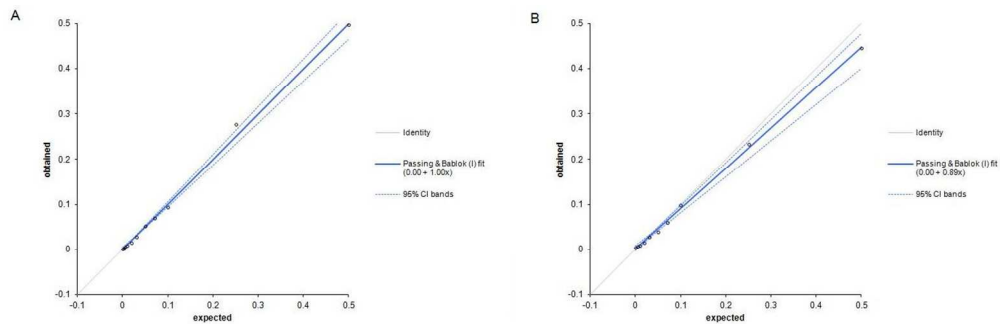 A
0.5
0.4
0.3
0.2
0.1
0
-0.1
obtained
-0.1 0 0.1 0.2 0.3 0.4 0.5
expected
Identity
Passing & Bablok (I) fit
(0.00 + 1.00x)
95% CI bands
B
0.5
0.4
0.3
0.2
0.1
0
-0.1
obtained
-0.1 0 0.1 0.2 0.3 0.4 0.5
expected
Identity
Passing & Bablok (I) fit
(0.00 + 0.89x)
95% CI bands